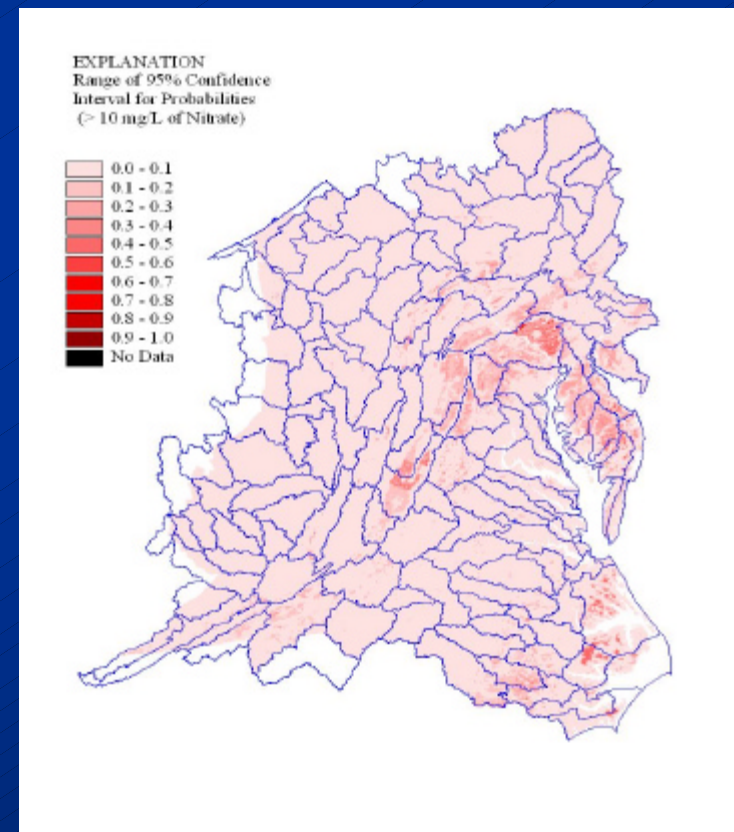 EXPLANATION
Range of 95% Confidence
Interval for Probabilities
(> 10 mg/L of Nitrate)
0.0 - 0.1
0.1 - 0.2
0.2 - 0.3
0.3 - 0.4
0.4 - 0.5
0.5 - 0.6
0.6 - 0.7
0.7 - 0.8
0.8 - 0.9
0.9 - 1.0
No Data